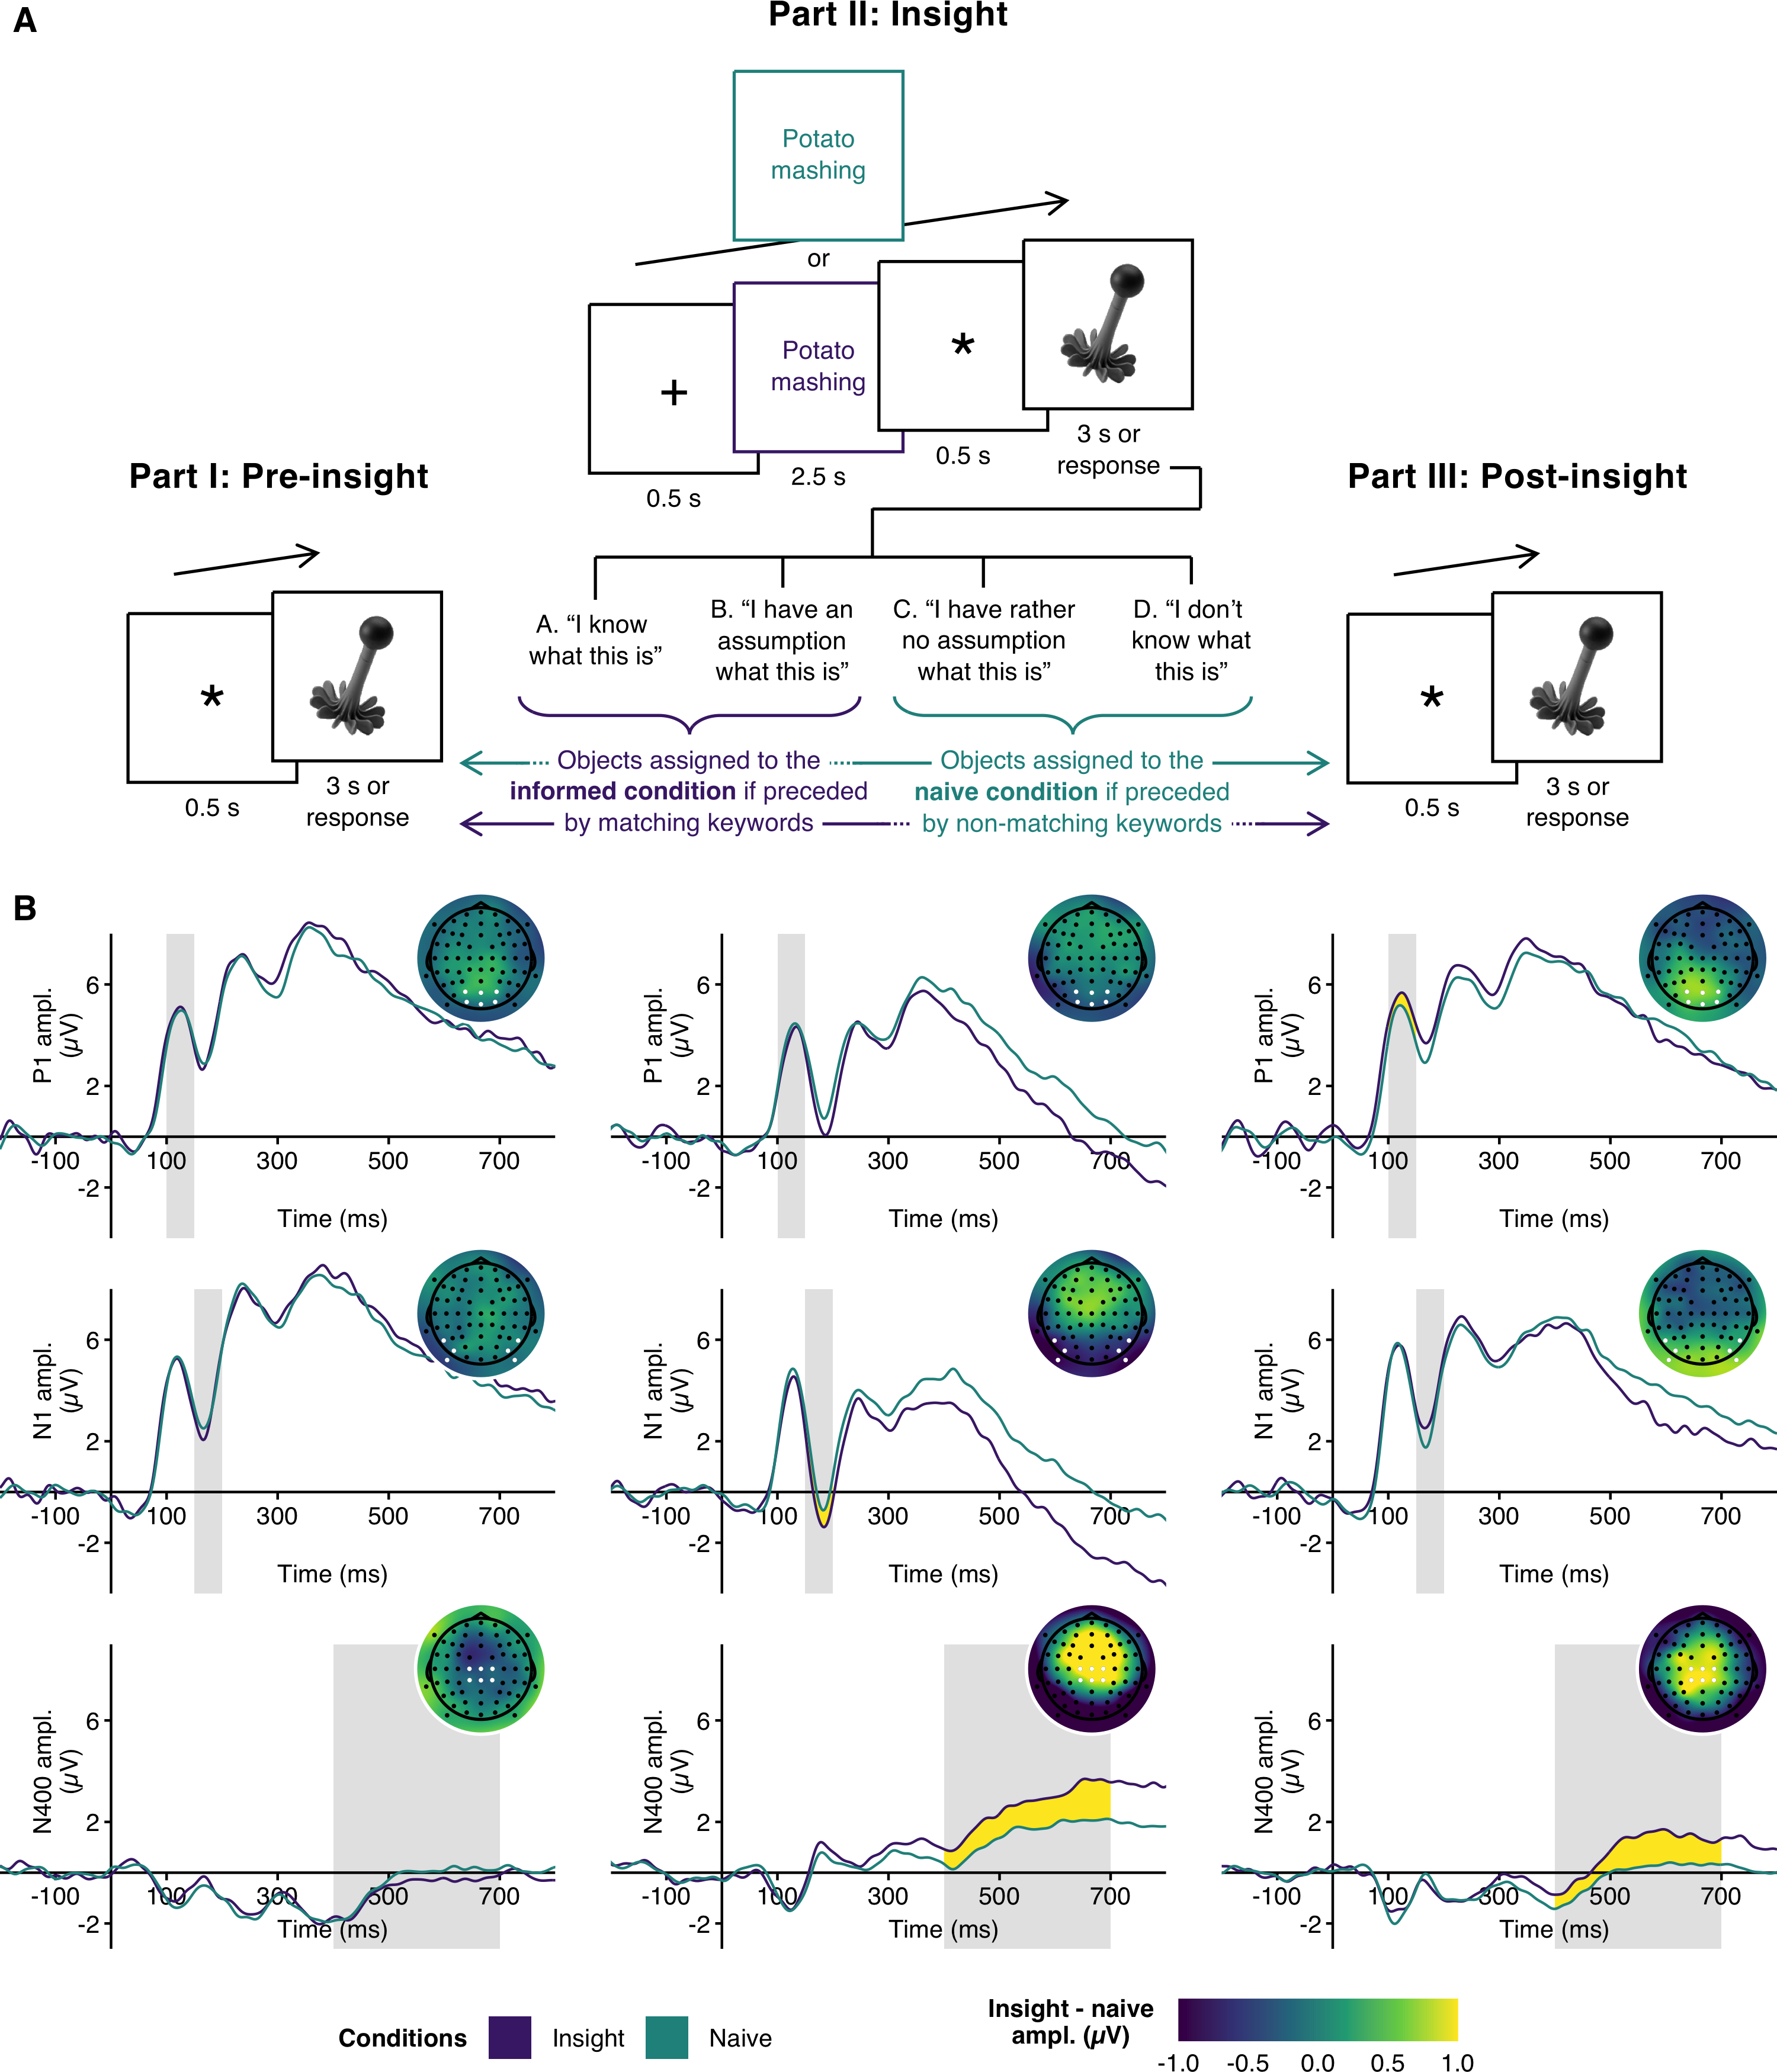 A
Part II: Insight
Potato
mashing
or
Potato
mashing
+
*
0.5 s
2.5 s
0.5 s
3 s or
response
Part I: Pre-insight
*
0.5 s
3 s or
response
Part III: Post-insight
*
0.5 s
3 s or
response
A. “I know
what this is”
B. “I have an
assumption
what this is”
C. “I have rather
no assumption
what this is”
D. “I don’t
know what
this is”
Objects assigned to the
informed condition if preceded
by matching keywords
Objects assigned to the
naive condition if preceded
by non-matching keywords
B
P1 ampl.
(µV)
6
2
-2
-100 100 300 500 700
Time (ms)
P1 ampl.
(µV)
6
2
-2
-100 100 300 500 700
Time (ms)
P1 ampl.
(µV)
6
2
-2
-100 100 300 500 700
Time (ms)
N1 ampl.
(µV)
6
2
-2
-100 100 300 500 700
Time (ms)
N1 ampl.
(µV)
6
2
-2
-100 100 300 500 700
Time (ms)
N1 ampl.
(µV)
6
2
-2
-100 100 300 500 700
Time (ms)
N400 ampl.
(µV)
6
2
-2
-100 100 300 500 700
Time (ms)
N400 ampl.
(µV)
6
2
-2
-100 100 300 500 700
Time (ms)
N400 ampl.
(µV)
6
2
-2
-100 100 300 500 700
Time (ms)
Conditions Insight Naive
Insight - naive
ampl. (µV)
-1.0 -0.5 0.0 0.5 1.0